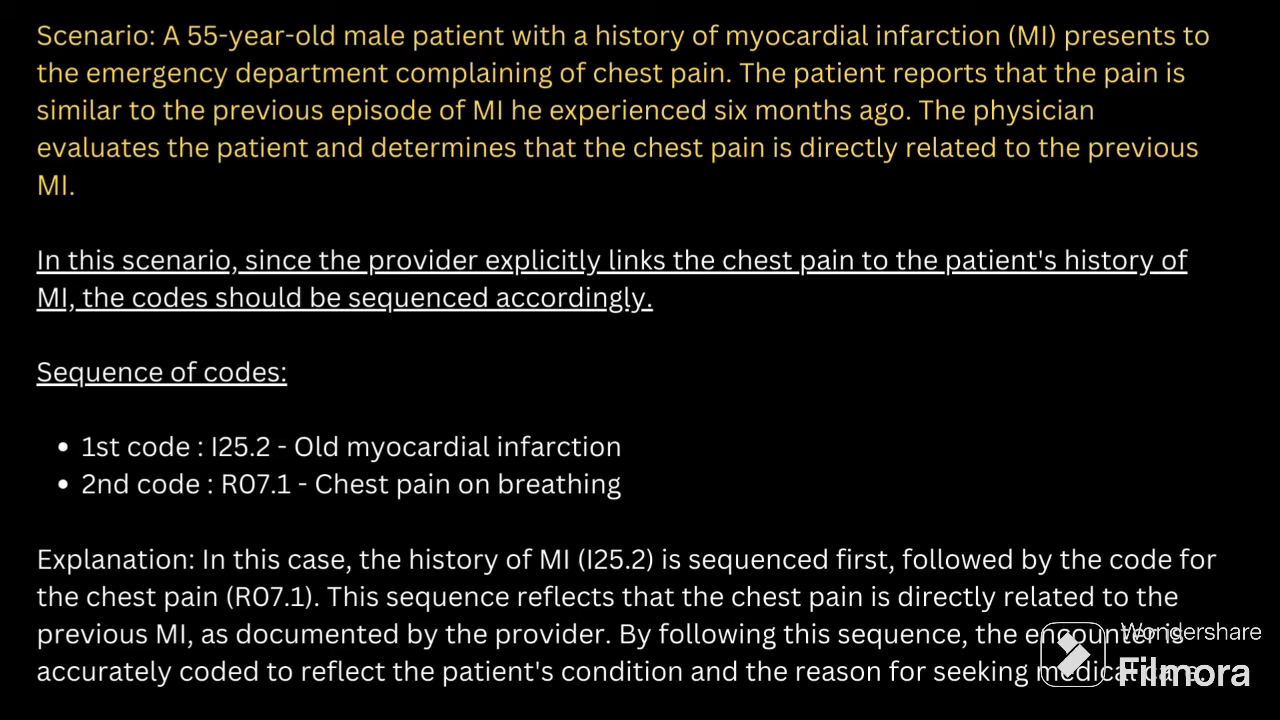 Scenario: A 55-year-old male patient with a history of myocardial infarction (MI) presents to
the emergency department complaining of chest pain. The patient reports that the pain is
similar to the previous episode of MI he experienced six months ago. The physician
evaluates the patient and determines that the chest pain is directly related to the previous
MI.
In this scenario, since the provider explicitly links the chest pain to the patient's history of
MI, the codes should be sequenced accordingly.
Sequence of codes:
• 1st code : I25.2 - Old myocardial infarction
• 2nd code : R07.1 - Chest pain on breathing
Explanation: In this case, the history of MI (I25.2) is sequenced first, followed by the code for
the chest pain (R07.1). This sequence reflects that the chest pain is directly related to the
previous MI, as documented by the provider. By following this sequence, the encounter is
accurately coded to reflect the patient's condition and the reason for seeking medical
Wondershare
Filmora